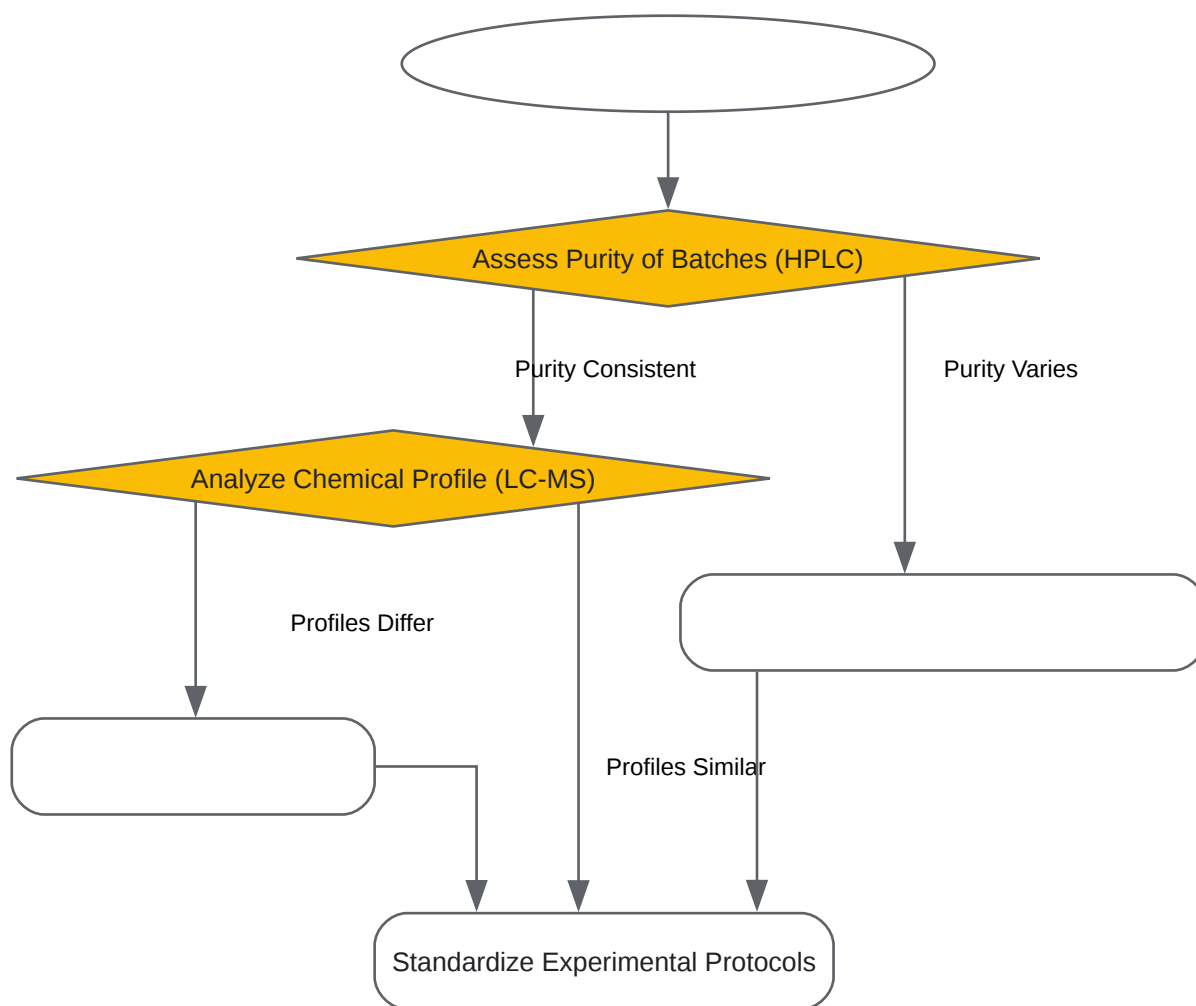 Assess Purity of Batches (HPLC)
Purity Consistent
Purity Varies
Analyze Chemical Profile (LC-MS)
Profiles Differ
Profiles Similar
Standardize Experimental Protocols